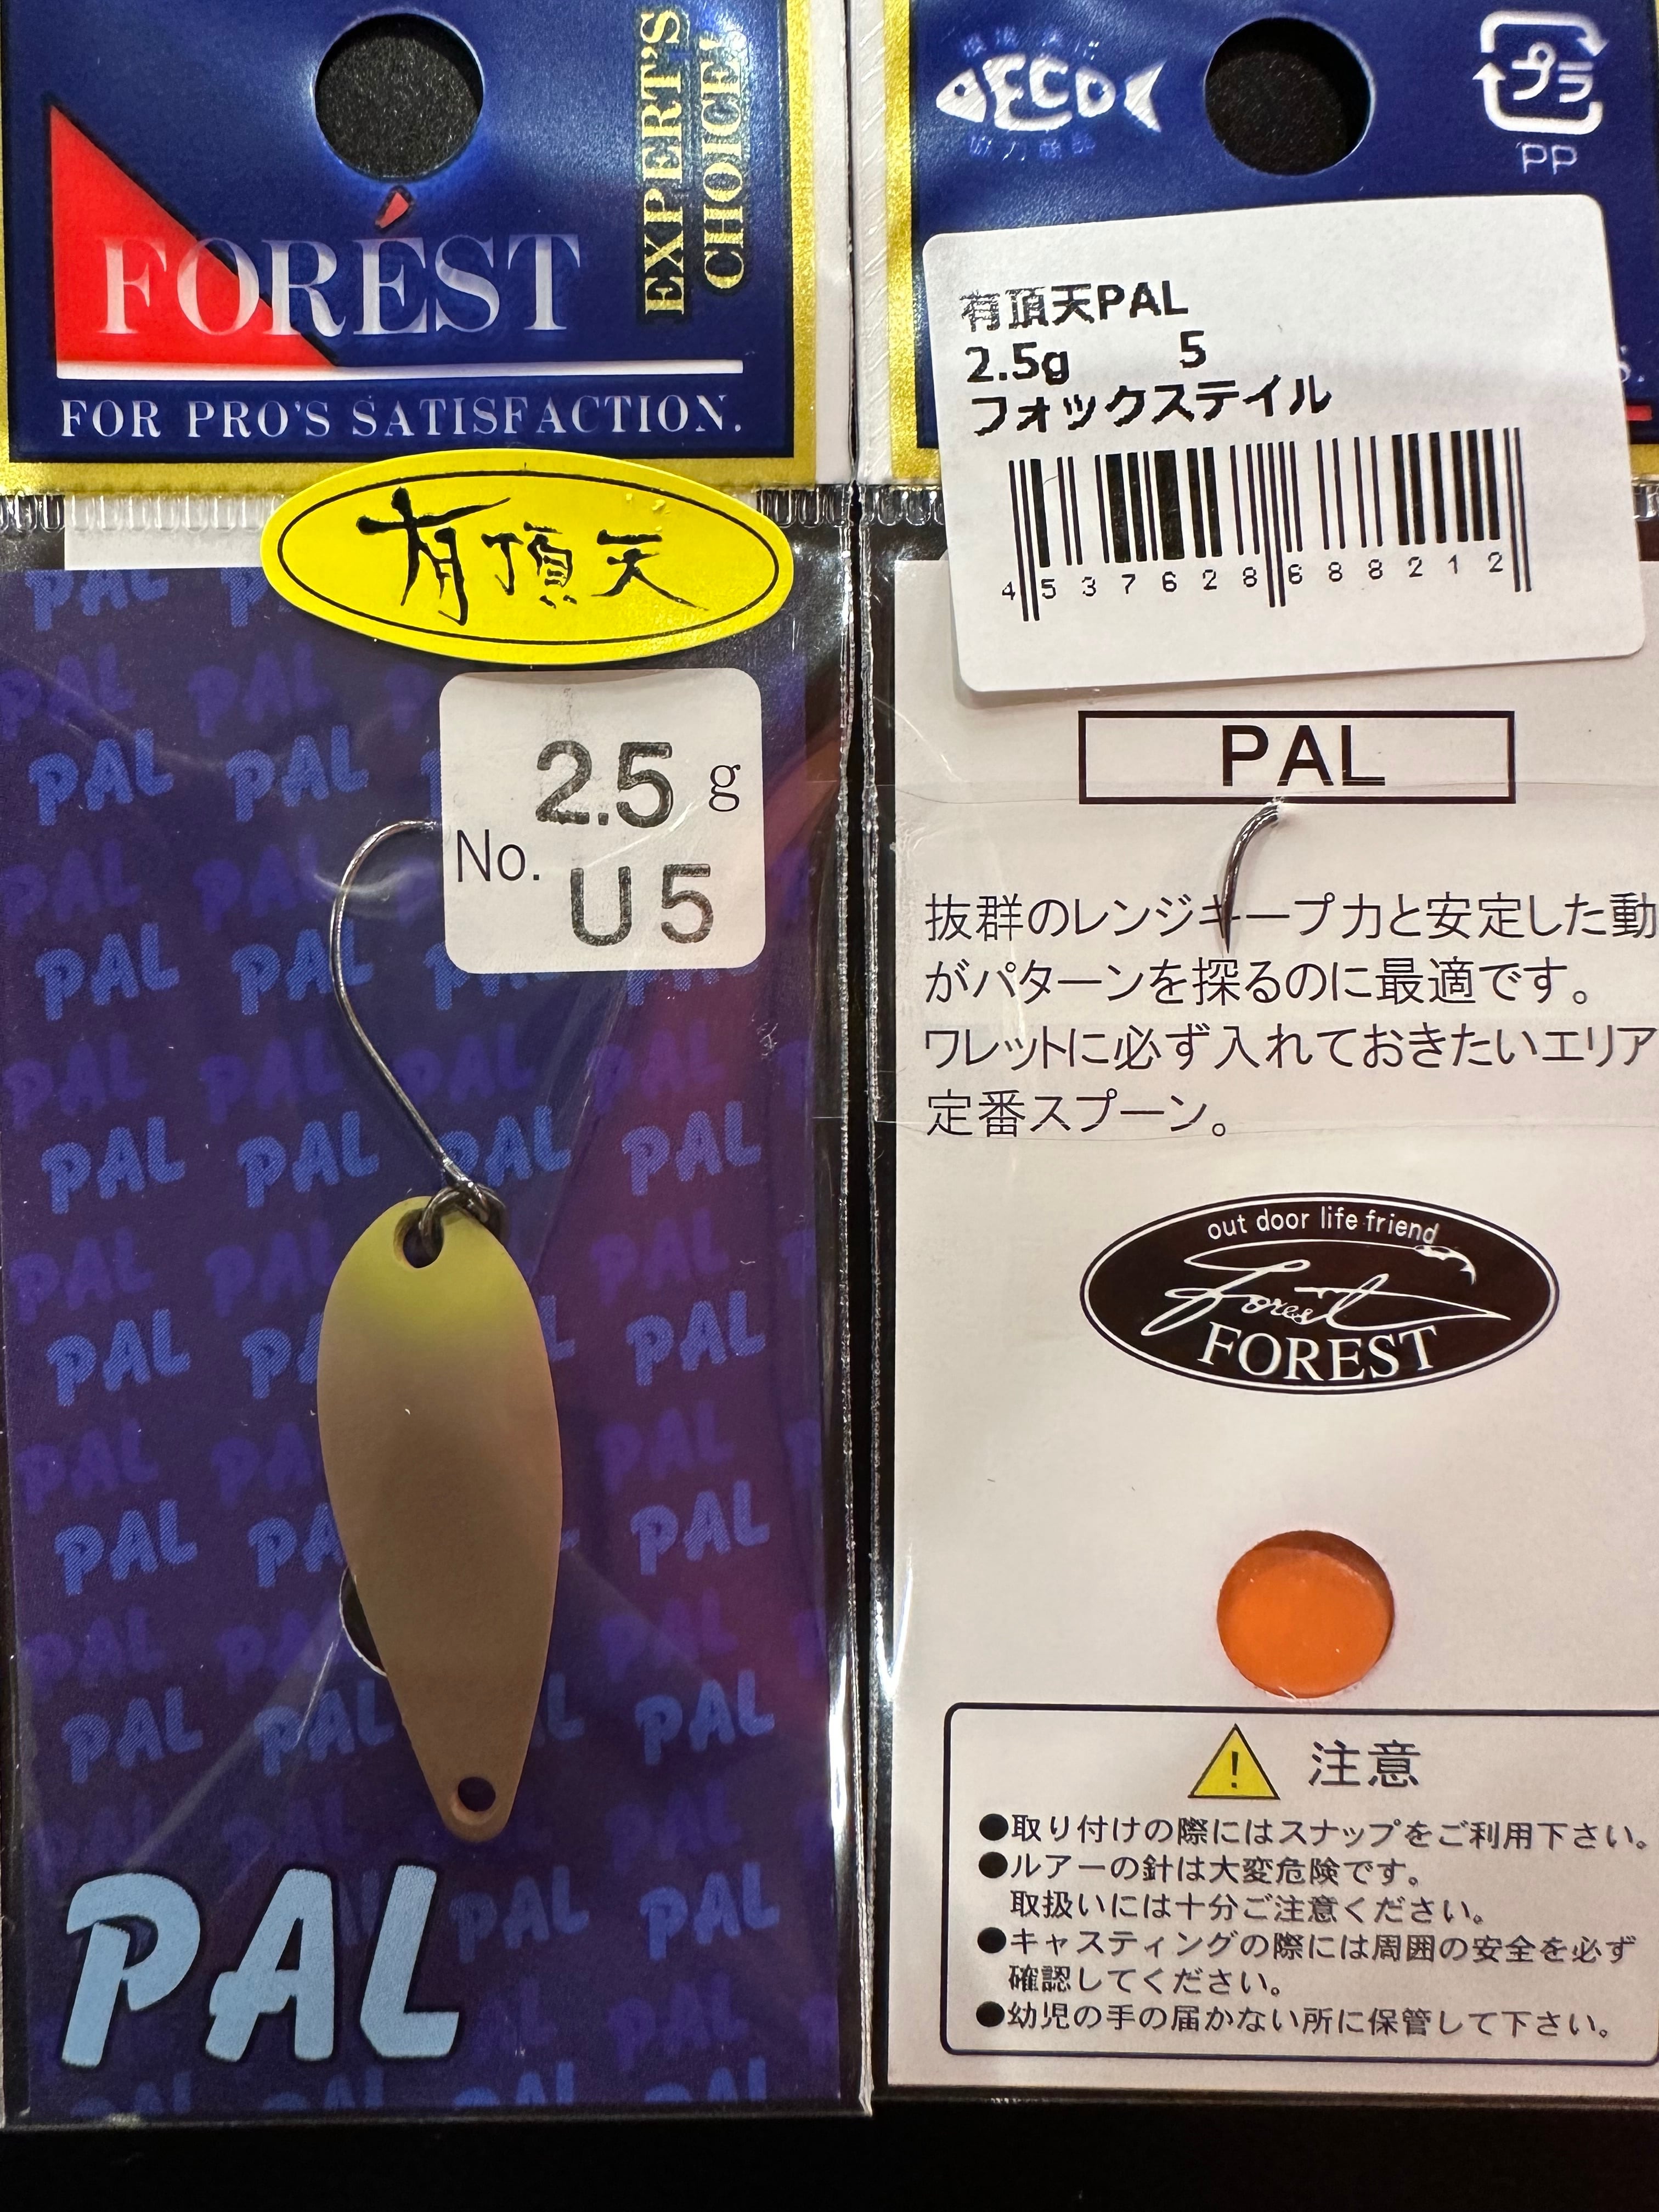 EXPERT'S
CHOICE!
FORÉST
FOR PRO'S SATISFACTION.
有頂天
2.5 g
No. U5
PAL
ECO
プラ
PP
有頂天PAL
2.5g 5
フォックステイル
4 537628 688212
PAL
抜群のレンジキープ力と安定した動
がパターンを探るのに最適です。
ワレットに必ず入れておきたいエリア
定番スプーン。
out door life friend
Forest
FOREST
注意
●取り付けの際にはスナップをご利用下さい。
●ルアーの針は大変危険です。
取扱いには十分ご注意ください。
●キャスティングの際には周囲の安全を必ず
確認してください。
●幼児の手の届かない所に保管して下さい。